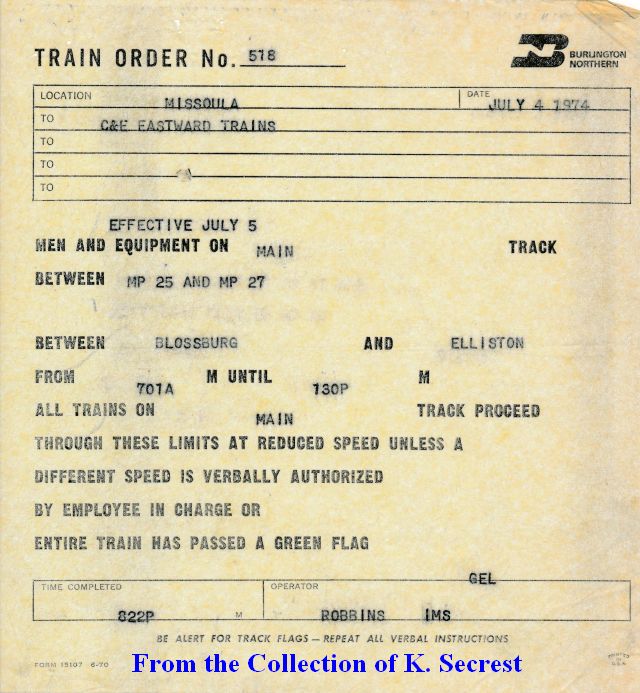 TRAIN ORDER No. 518
BURLINGTON NORTHERN
LOCATION MISSOULA DATE JULY 4 1974
TO C&E EASTWARD TRAINS
TO
TO
TO
EFFECTIVE JULY 5
MEN AND EQUIPMENT ON MAIN TRACK
BETWEEN MP 25 AND MP 27
BETWEEN BLOSSBURG AND ELLISTON
FROM 701A M UNTIL 130P M
ALL TRAINS ON MAIN TRACK PROCEED
THROUGH THESE LIMITS AT REDUCED SPEED UNLESS A
DIFFERENT SPEED IS VERBALLY AUTHORIZED
BY EMPLOYEE IN CHARGE OR
ENTIRE TRAIN HAS PASSED A GREEN FLAG
GEL
TIME COMPLETED 822P M OPERATOR ROBBINS IMS
BE ALERT FOR TRACK FLAGS — REPEAT ALL VERBAL INSTRUCTIONS
FORM 15107 6-70
PRINTED IN U.S.A.
From the Collection of K. Secrest